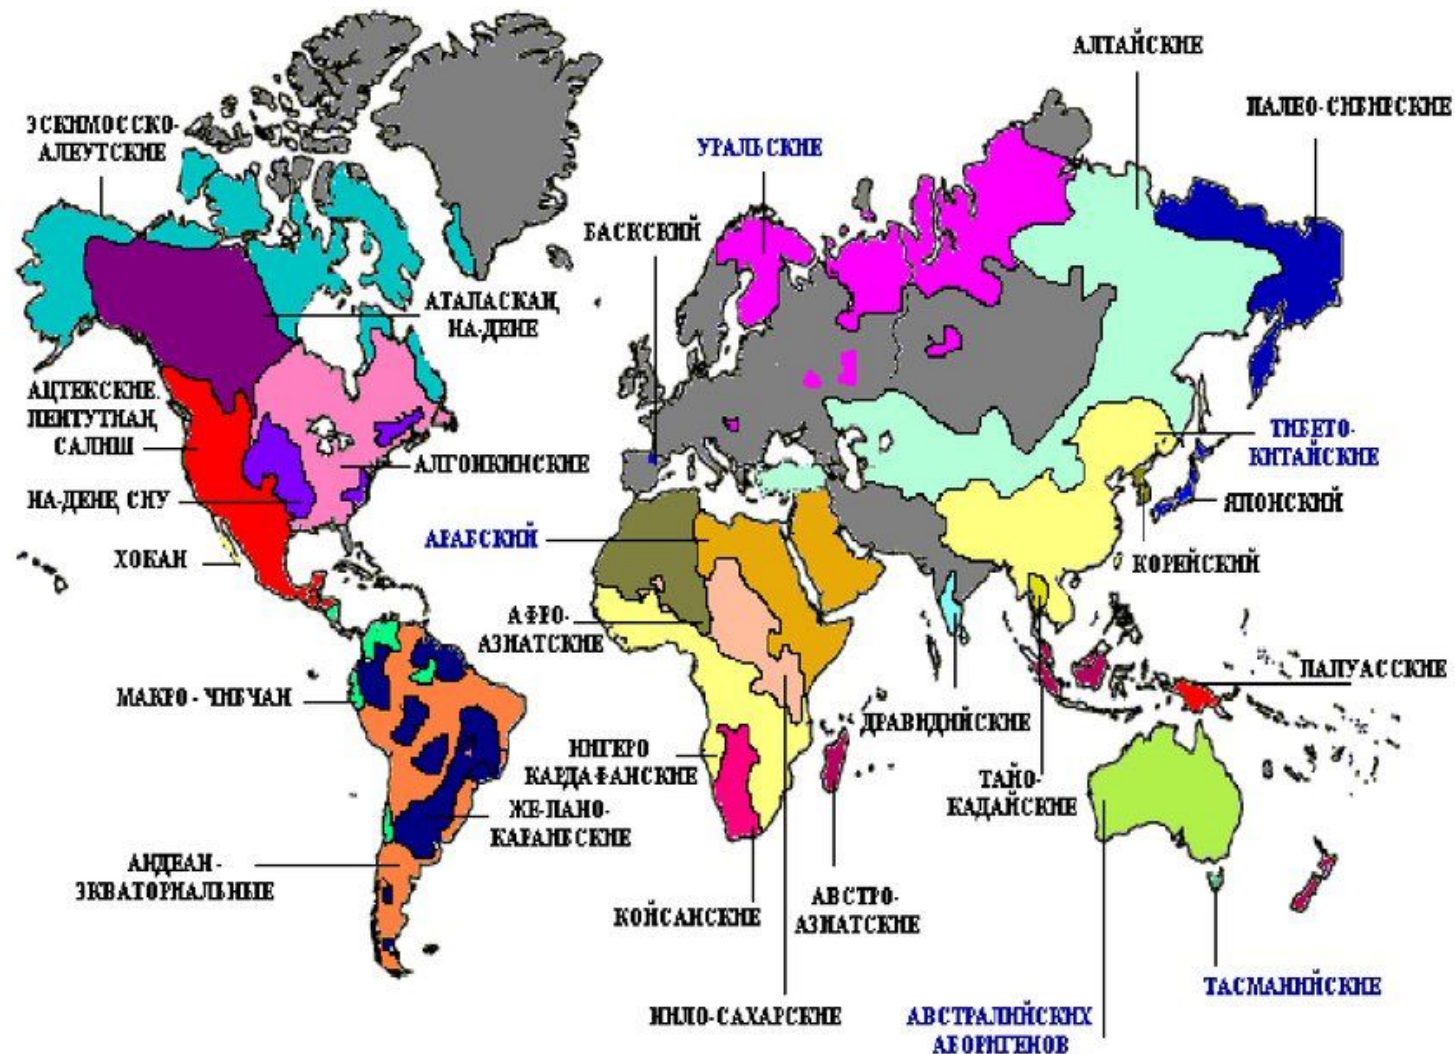 АЛТАЙСКИЕ
ПАЛЕО-СИБИРСКИЕ
ЭСКИМОССКО-
АЛЕУТСКИЕ
УРАЛЬСКИЕ
БАСКСКИЙ
АТАПАСКАН,
НА-ДЕНЕ
АЦТЕКСКИЕ.
ПЕНТУТИАН,
САЛИШ
ТИБЕТО-
КИТАЙСКИЕ
АЛГОНКИНСКИЕ
НА-ДЕНЕ, СИУ
ЯПОНСКИЙ
АРАБСКИЙ
ХОКАН
КОРЕЙСКИЙ
АФРО-
АЗИАТСКИЕ
ПАПУАССКИЕ
МАКРО - ЧИБЧАН
ДРАВИДИЙСКИЕ
НИГЕРО
КАРДАФАНСКИЕ
ТАЙО-
КАДАЙСКИЕ
ЖЕ-ПАНО-
КАРАИБСКИЕ
АНДЕАН -
ЭКВАТОРИАЛЬНЫЕ
КОЙСАНСКИЕ
АВСТРО-
АЗИАТСКИЕ
ТАСМАНИЙСКИЕ
НИЛО-САХАРСКИЕ
АВСТРАЛИЙСКИХ
АБОРИГЕНОВ